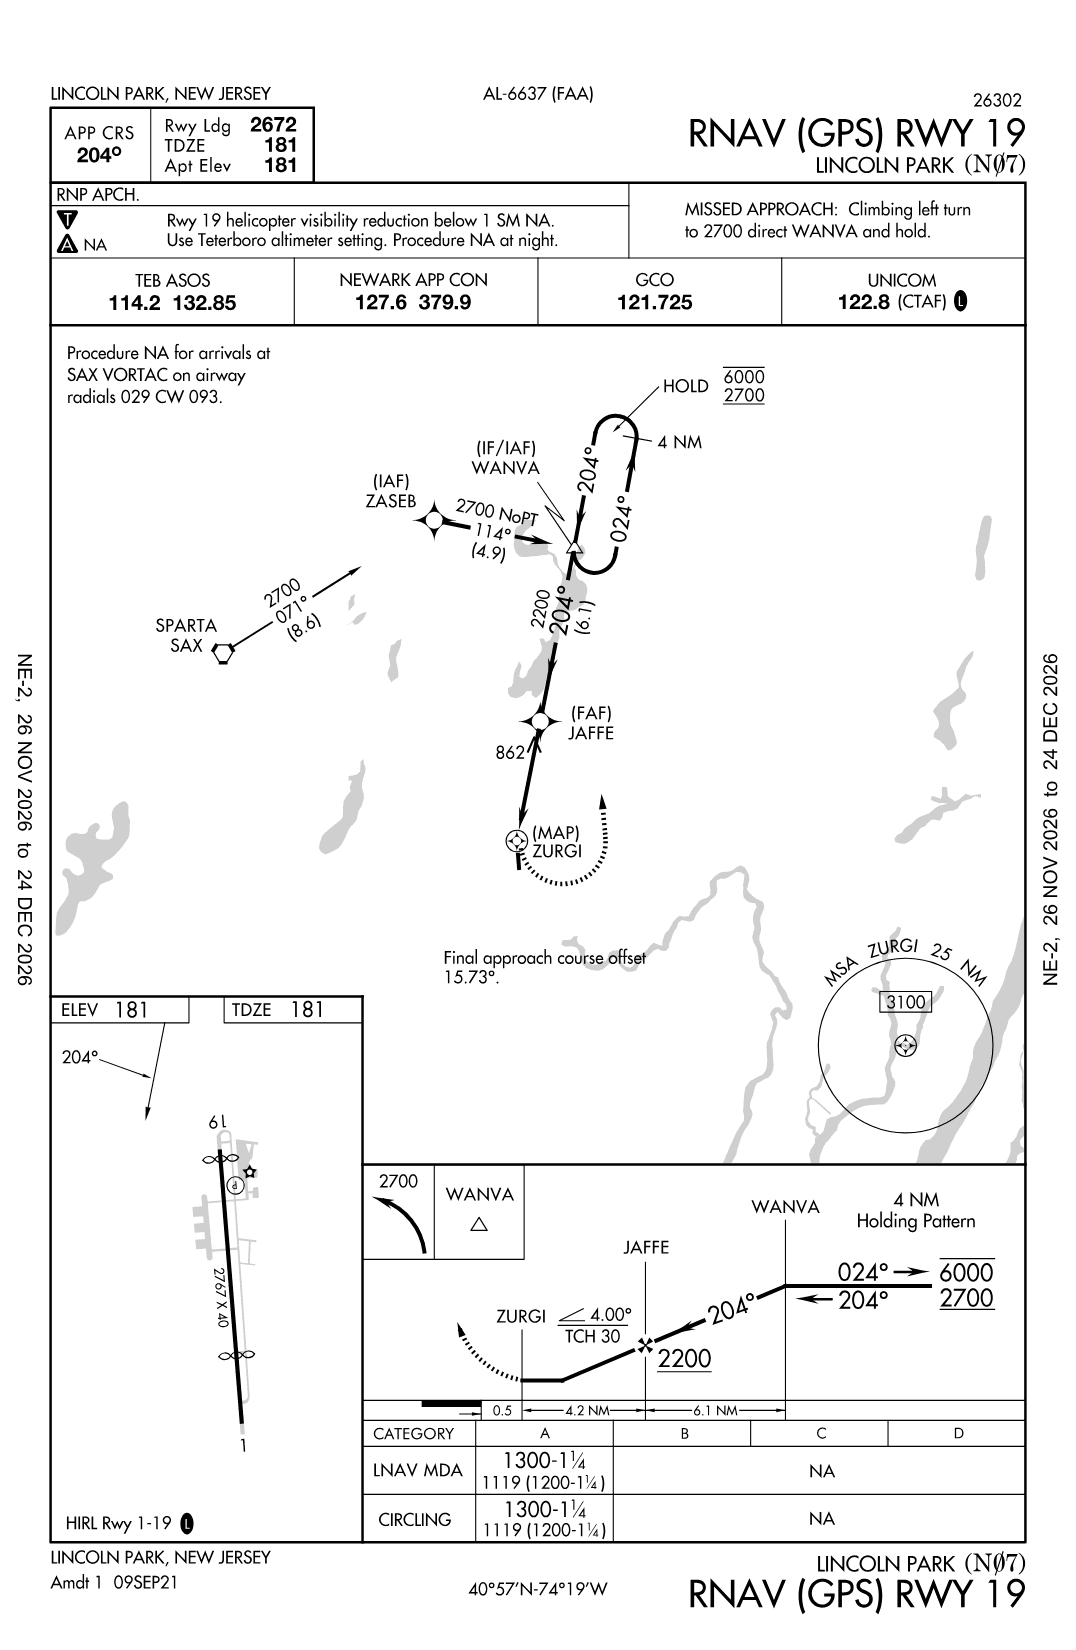 LINCOLN PARK, NEW JERSEY
AL-6637 (FAA)
26302
APP CRS
204°
Rwy Ldg 2672
TDZE 181
Apt Elev 181
RNAV (GPS) RWY 19
LINCOLN PARK (NØ7)
RNP APCH.
T
A NA
Rwy 19 helicopter visibility reduction below 1 SM NA.
Use Teterboro altimeter setting. Procedure NA at night.
MISSED APPROACH: Climbing left turn
to 2700 direct WANVA and hold.
TEB ASOS
114.2 132.85
NEWARK APP CON
127.6 379.9
GCO
121.725
UNICOM
122.8 (CTAF) L
Procedure NA for arrivals at
SAX VORTAC on airway
radials 029 CW 093.
HOLD
6000
2700
4 NM
(IF/IAF)
WANVA
204°
024°
(IAF)
ZASEB
2700 NoPT
114°
(4.9)
2700
071°
(8.6)
SPARTA
SAX
2200
204°
(6.1)
(FAF)
JAFFE
862
(MAP)
ZURGI
Final approach course offset
15.73°.
MSA ZURGI 25 NM
3100
NE-2, 26 NOV 2026 to 24 DEC 2026
NE-2, 26 NOV 2026 to 24 DEC 2026
ELEV 181
TDZE 181
204°
19
P
2767 X 40
1
HIRL Rwy 1-19 L
2700
WANVA
WANVA
4 NM
Holding Pattern
JAFFE
024°
204°
6000
2700
204°
ZURGI
4.00°
TCH 30
2200
0.5
4.2 NM
6.1 NM
CATEGORY A B C D
LNAV MDA 1300-1¼ NA
1119 (1200-1¼)
CIRCLING 1300-1¼ NA
1119 (1200-1¼)
LINCOLN PARK, NEW JERSEY
Amdt 1 09SEP21
40°57'N-74°19'W
LINCOLN PARK (NØ7)
RNAV (GPS) RWY 19